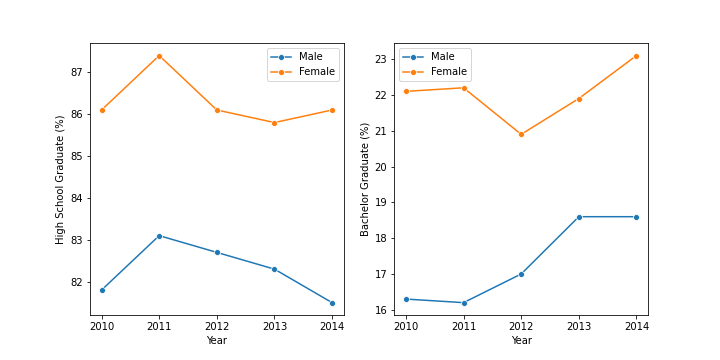 High School Graduate (%)
87
86
85
84
83
82
Male
Female
2010 2011 2012 2013 2014
Year
Bachelor Graduate (%)
23
22
21
20
19
18
17
16
Male
Female
2010 2011 2012 2013 2014
Year